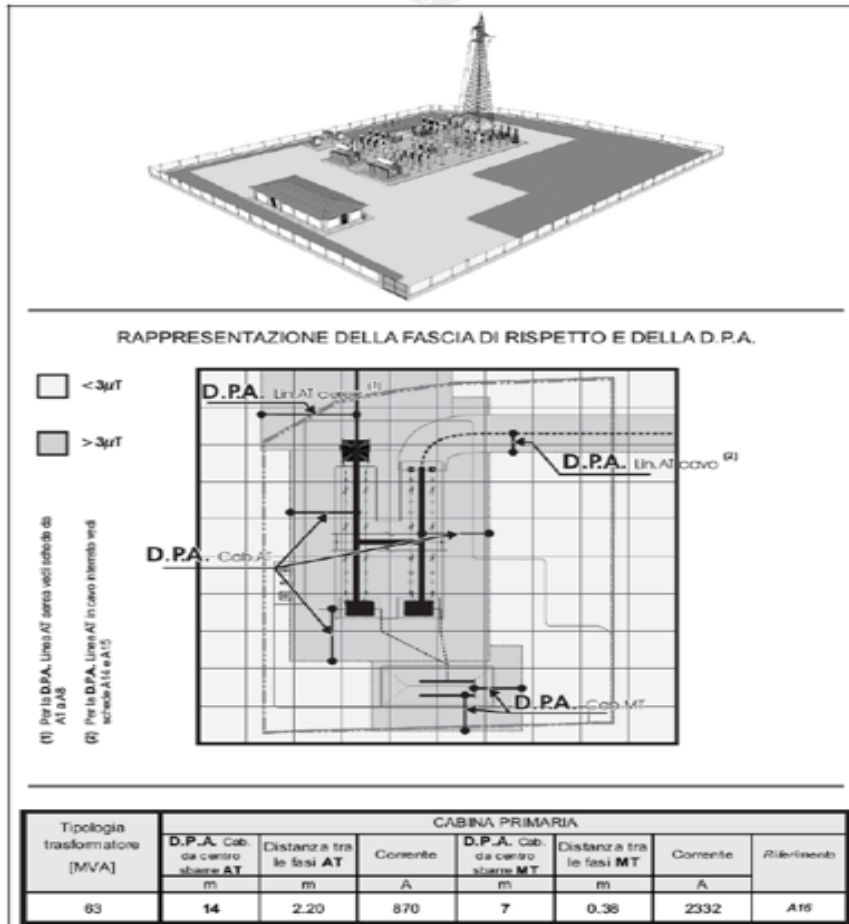 RAPPRESENTAZIONE DELLA FASCIA DI RISPETTO E DELLA D.P.A.
< 3µT
> 3µT
D.P.A. Lin. AT aerea (1)
D.P.A. Lin. AT cavo (2)
D.P.A. Cab. AT
D.P.A. Cab. MT
(1) Per la D.P.A. Linea AT aerea vedi schede da
A1 a A8
(2) Per la D.P.A. Linea AT in cavo interrato vedi
schede A14 e A15
Tipologia trasformatore [MVA]
CABINA PRIMARIA
D.P.A. Cab. da centro sbarre AT
Distanza tra le fasi AT
Corrente
D.P.A. Cab. da centro sbarre MT
Distanza tra le fasi MT
Corrente
Riferimento
m m A m m A
63 14 2.20 870 7 0.38 2332 A16